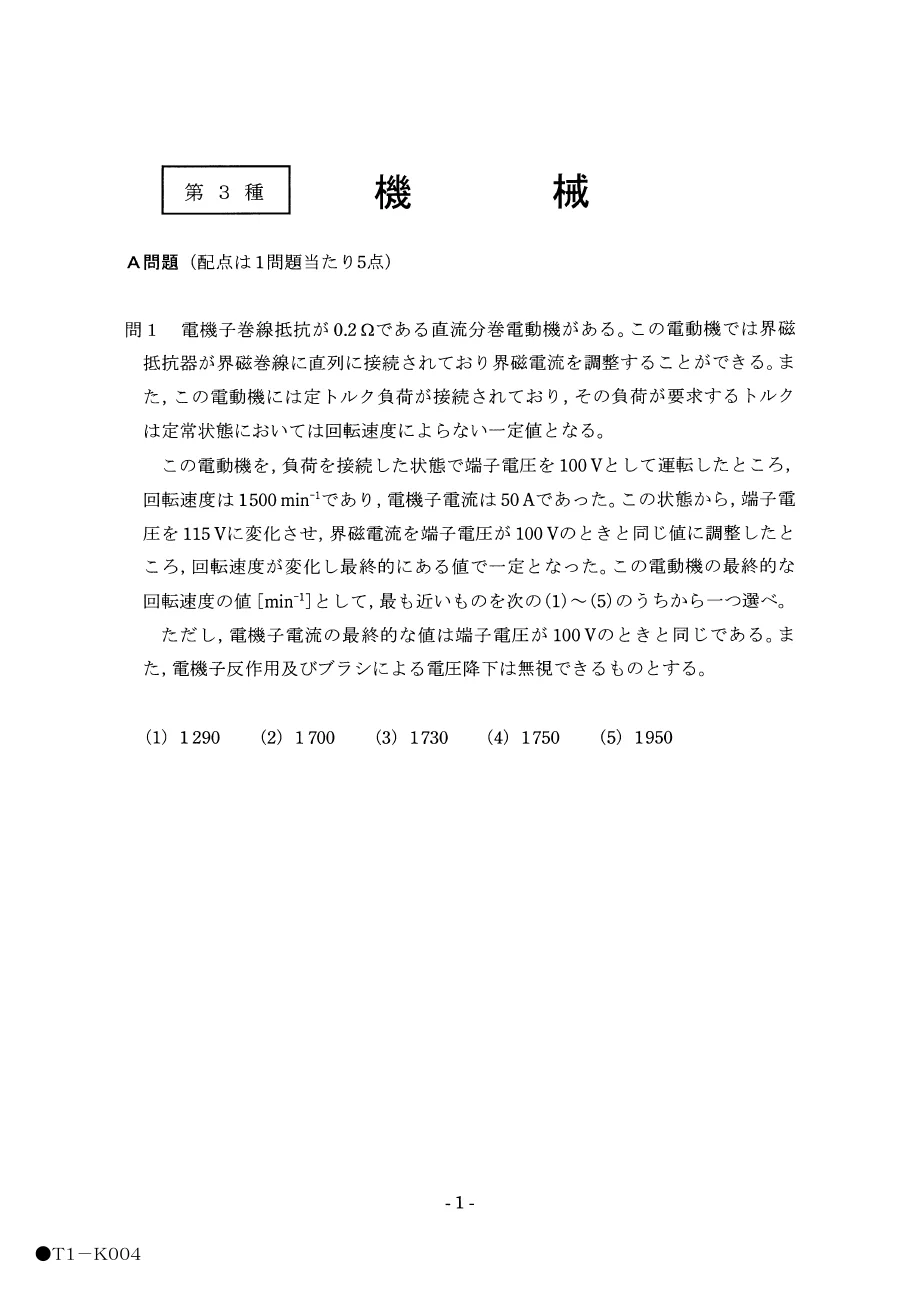 第 3 種
機 械
A問題（配点は1問題当たり5点）
問1 電機子巻線抵抗が0.2Ωである直流分巻電動機がある。この電動機では界磁
抵抗器が界磁巻線に直列に接続されており界磁電流を調整することができる。ま
た，この電動機には定トルク負荷が接続されており，その負荷が要求するトルク
は定常状態においては回転速度によらない一定値となる。
この電動機を，負荷を接続した状態で端子電圧を100Vとして運転したところ，
回転速度は1500 min⁻¹であり，電機子電流は50Aであった。この状態から，端子電
圧を115Vに変化させ，界磁電流を端子電圧が100Vのときと同じ値に調整したと
ころ，回転速度が変化し最終的にある値で一定となった。この電動機の最終的な
回転速度の値［min⁻¹］として，最も近いものを次の(1)～(5)のうちから一つ選べ。
ただし，電機子電流の最終的な値は端子電圧が100Vのときと同じである。ま
た，電機子反作用及びブラシによる電圧降下は無視できるものとする。
(1) 1290 (2) 1700 (3) 1730 (4) 1750 (5) 1950
- 1 -
●T1－K004